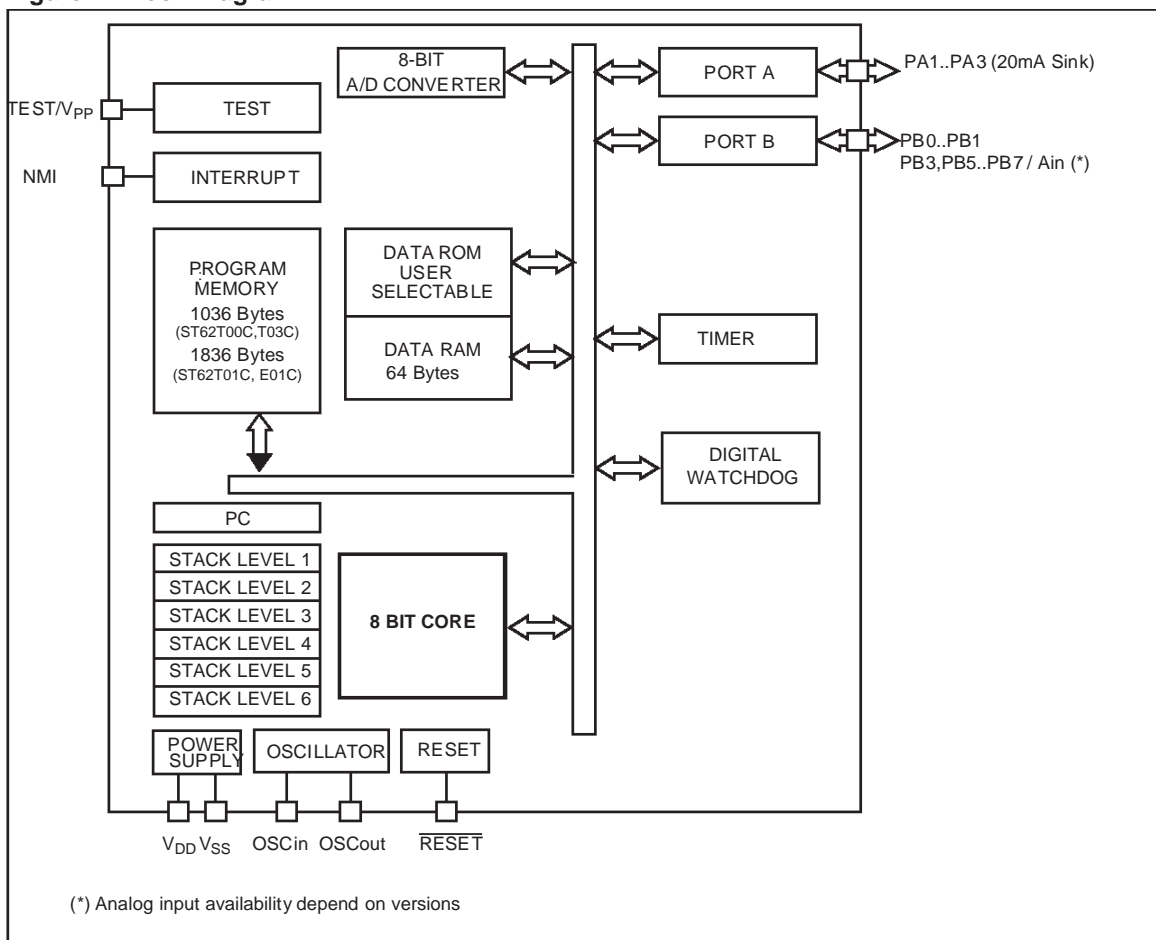 8-BIT
A/D CONVERTER
PORT A
PA1..PA3 (20mA Sink)
TEST/VPP
TEST
PORT B
PB0..PB1
PB3,PB5..PB7 / Ain (*)
NMI
INTERRUPT
PROGRAM
MEMORY
1036 Bytes
(ST62T00C,T03C)
1836 Bytes
(ST62T01C, E01C)
DATA ROM
USER
SELECTABLE
DATA RAM
64 Bytes
TIMER
DIGITAL
WATCHDOG
PC
STACK LEVEL 1
STACK LEVEL 2
STACK LEVEL 3
STACK LEVEL 4
STACK LEVEL 5
STACK LEVEL 6
8 BIT CORE
POWER
SUPPLY
OSCILLATOR
RESET
VDD VSS OSCin OSCout RESET
(*) Analog input availability depend on versions